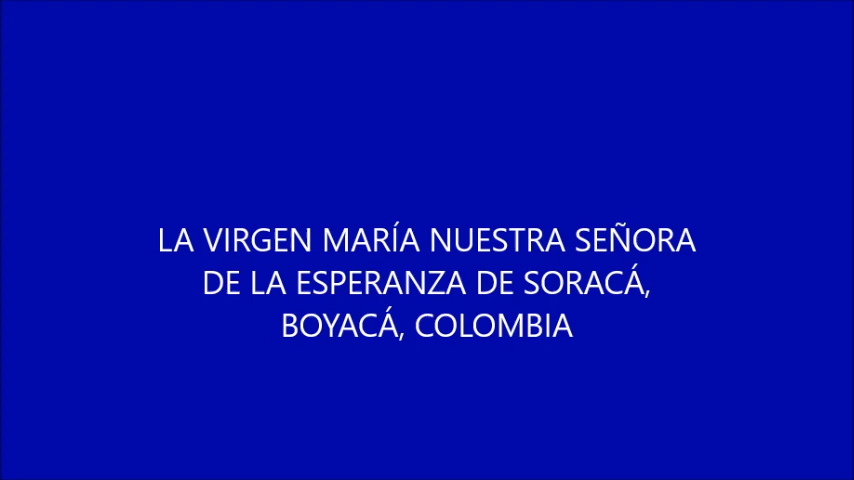 LA VIRGEN MARÍA NUESTRA SEÑORA
DE LA ESPERANZA DE SORACÁ,
BOYACÁ, COLOMBIA